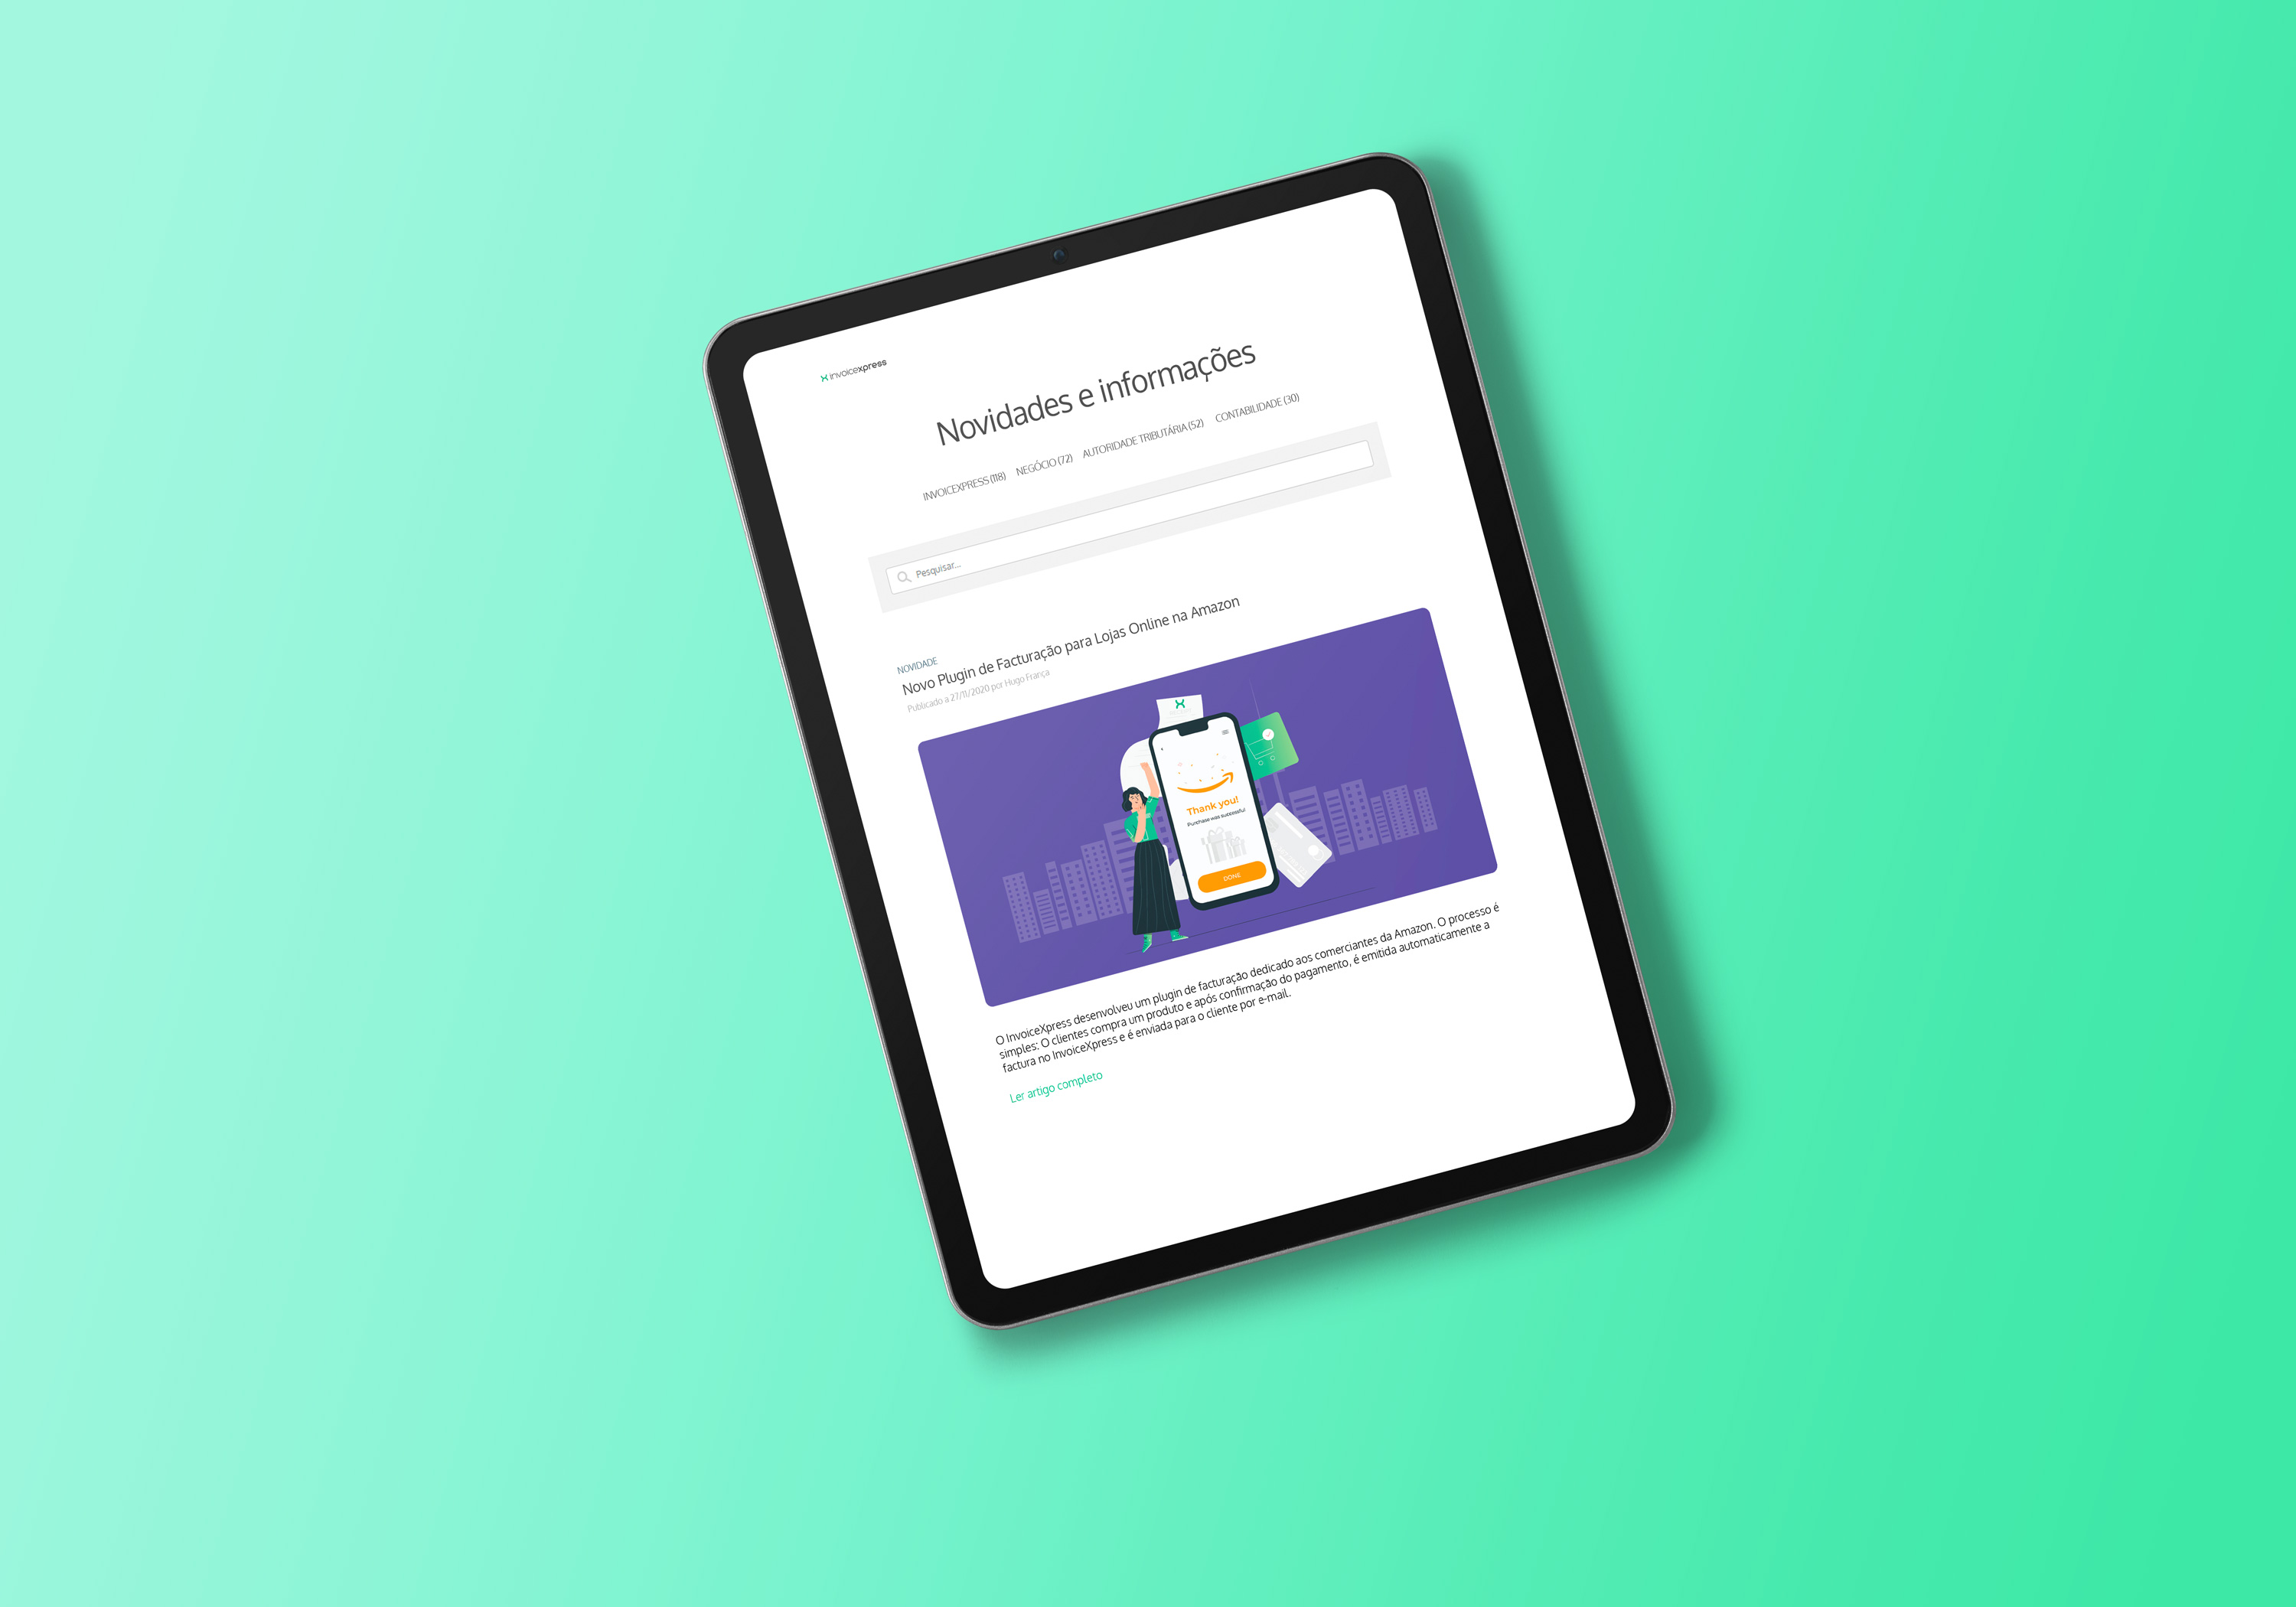 invoicexpress
Novidades e informações
INVOICEXPRESS (118) NEGÓCIO (72) AUTORIDADE TRIBUTÁRIA (52) CONTABILIDADE (30)
Pesquisar...
NOVIDADE
Novo Plugin de Facturação para Lojas Online na Amazon
Publicado a 27/11/2020 por Hugo França
Thank you!
Purchase was successful
DONE
O InvoiceXpress desenvolveu um plugin de facturação dedicado aos comerciantes da Amazon. O processo é
simples: O clientes compra um produto e após confirmação do pagamento, é emitida automaticamente a
factura no InvoiceXpress e é enviada para o cliente por e-mail.
Ler artigo completo